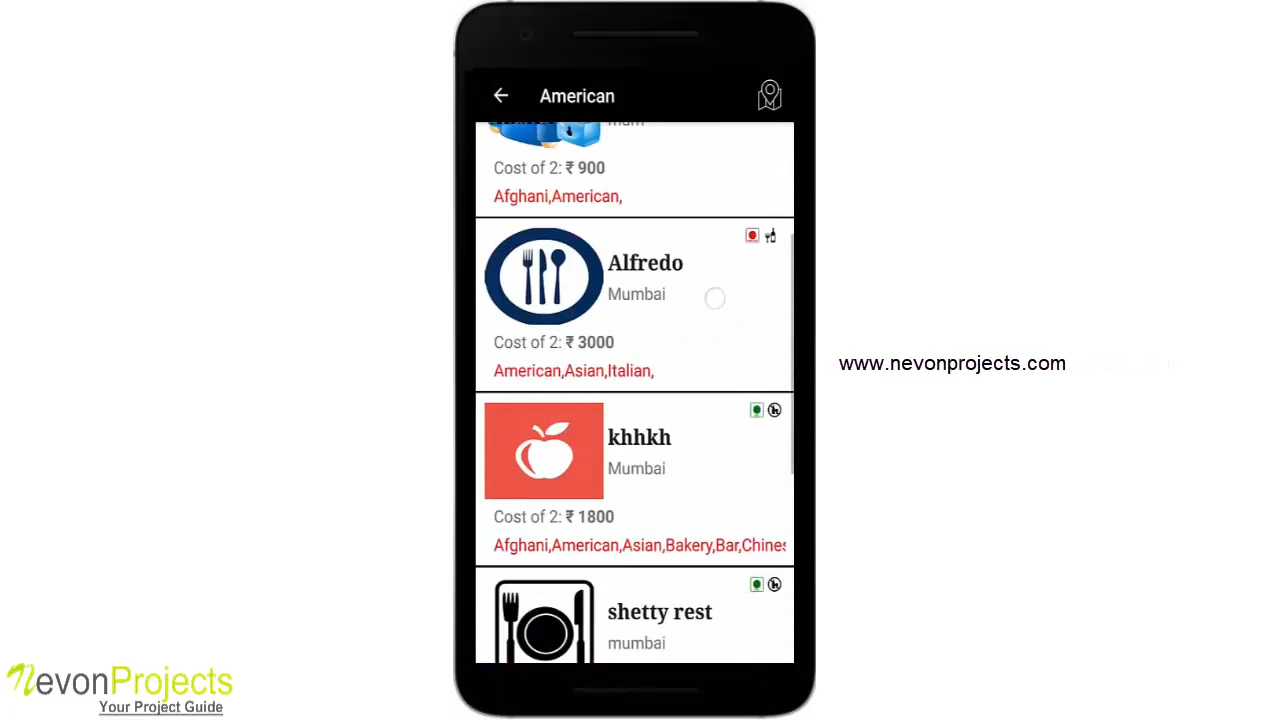 American
Cost of 2: ₹ 900
Afghani,American,
Alfredo
Mumbai
Cost of 2: ₹ 3000
American,Asian,Italian,
www.nevonprojects.com
khhkh
Mumbai
Cost of 2: ₹ 1800
Afghani,American,Asian,Bakery,Bar,Chines
shetty rest
mumbai
NevonProjects
Your Project Guide